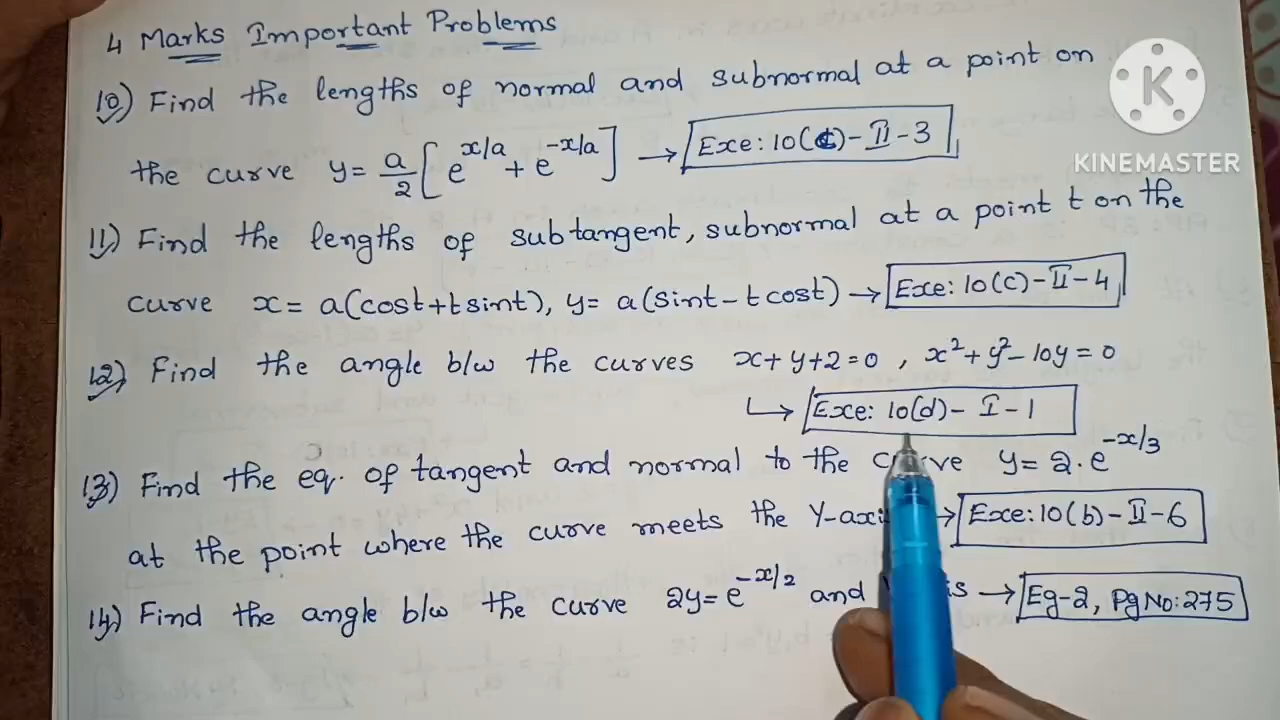 4 Marks Important Problems
10) Find the lengths of normal and subnormal at a point on
the curve y = a/2 [e^x/a + e^-x/a] → Exe: 10(c) - II - 3
11) Find the lengths of subtangent, subnormal at a point t on the
curve x = a(cost + t sint), y = a(sint - t cost) → Exe: 10(c) - II - 4
12) Find the angle b/w the curves x + y + 2 = 0, x² + y² - 10y = 0
↳ Exe: 10(d) - I - 1
13) Find the eq. of tangent and normal to the curve y = 2.e^-x/3
at the point where the curve meets the Y-axis → Exe: 10(b) - II - 6
14) Find the angle b/w the curve 2y = e^-x/2 and → Eg-2, Pg No: 275
K
KINEMASTER